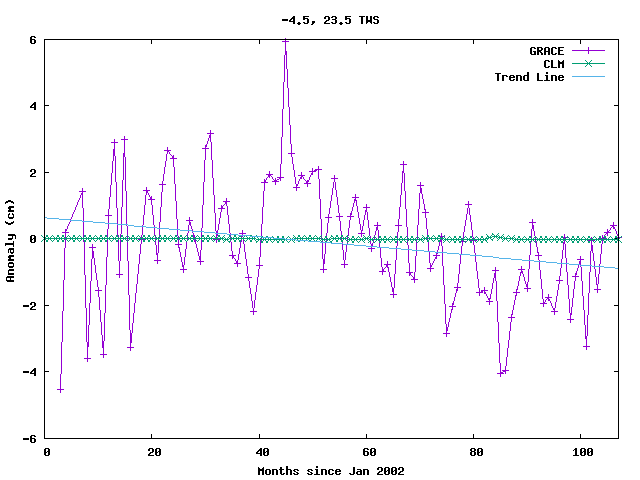 -4.5, 23.5 TWS
GRACE
CLM
Trend Line
6
4
2
0
-2
-4
-6
Anomaly (cm)
0 20 40 60 80 100
Months since Jan 2002